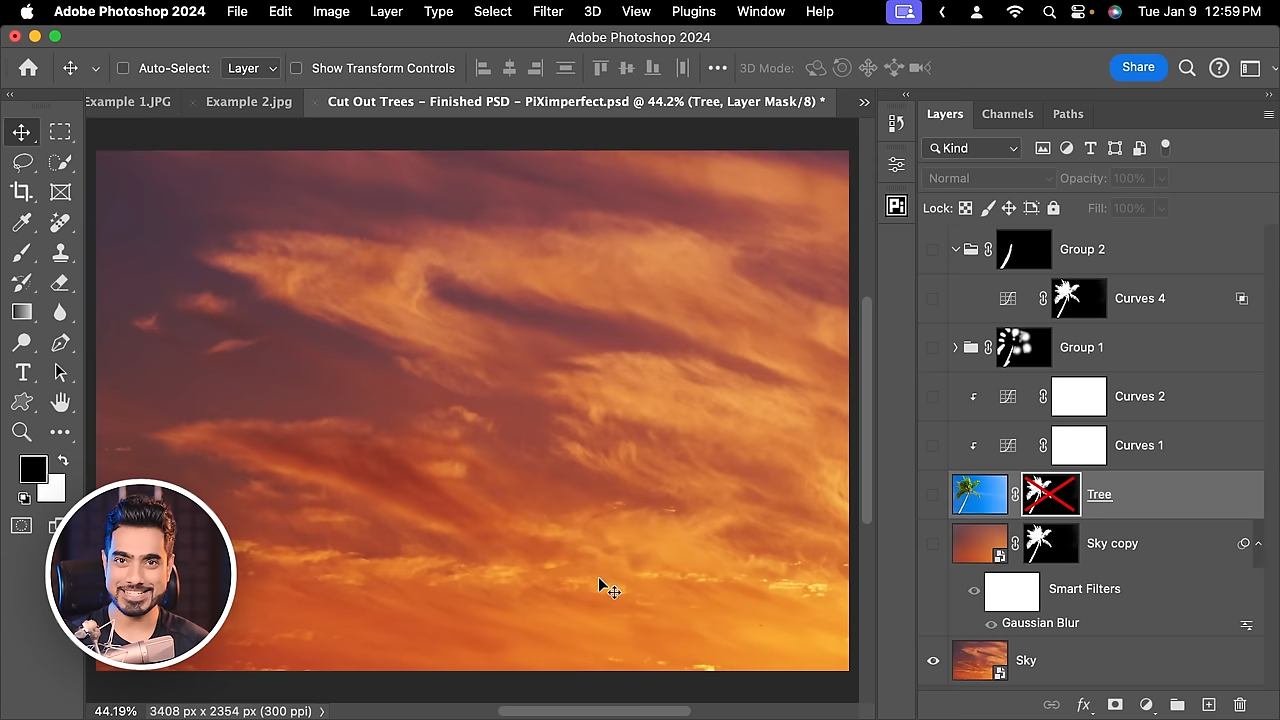 Adobe Photoshop 2024 File Edit Image Layer Type Select Filter 3D View Plugins Window Help Tue Jan 9 12:59 PM
Adobe Photoshop 2024
Auto-Select: Layer Show Transform Controls 3D Mode: Share
Example 1.JPG × Example 2.jpg × Cut Out Trees – Finished PSD – PiXimperfect.psd @ 44.2% (Tree, Layer Mask/8) *
Layers Channels Paths
Kind
Normal Opacity: 100%
Lock: Fill: 100%
Pi
Group 2
Curves 4
Group 1
Curves 2
Curves 1
Tree
Sky copy
Smart Filters
Gaussian Blur
Sky
44.19% 3408 px x 2354 px (300 ppi)
fx